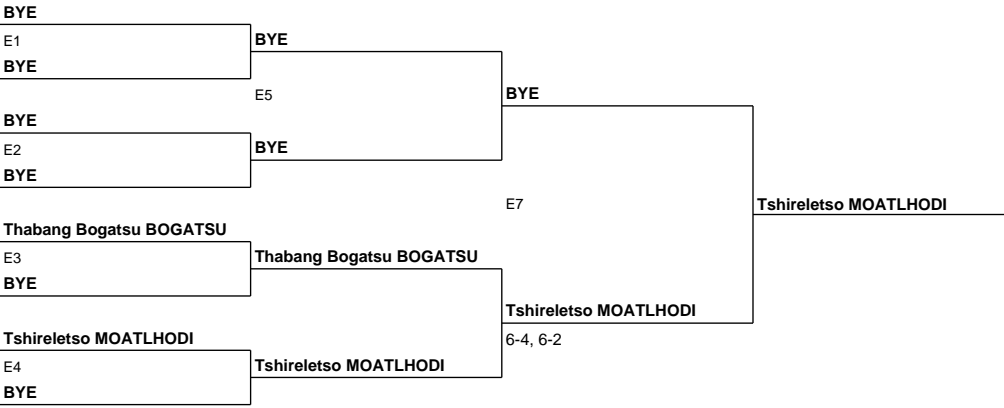 BYE
E1
BYE
BYE
E5
BYE
BYE
E2
BYE
BYE
E7
Tshireletso MOATLHODI
Thabang Bogatsu BOGATSU
E3
Thabang Bogatsu BOGATSU
BYE
Tshireletso MOATLHODI
Tshireletso MOATLHODI
6-4, 6-2
E4
Tshireletso MOATLHODI
BYE